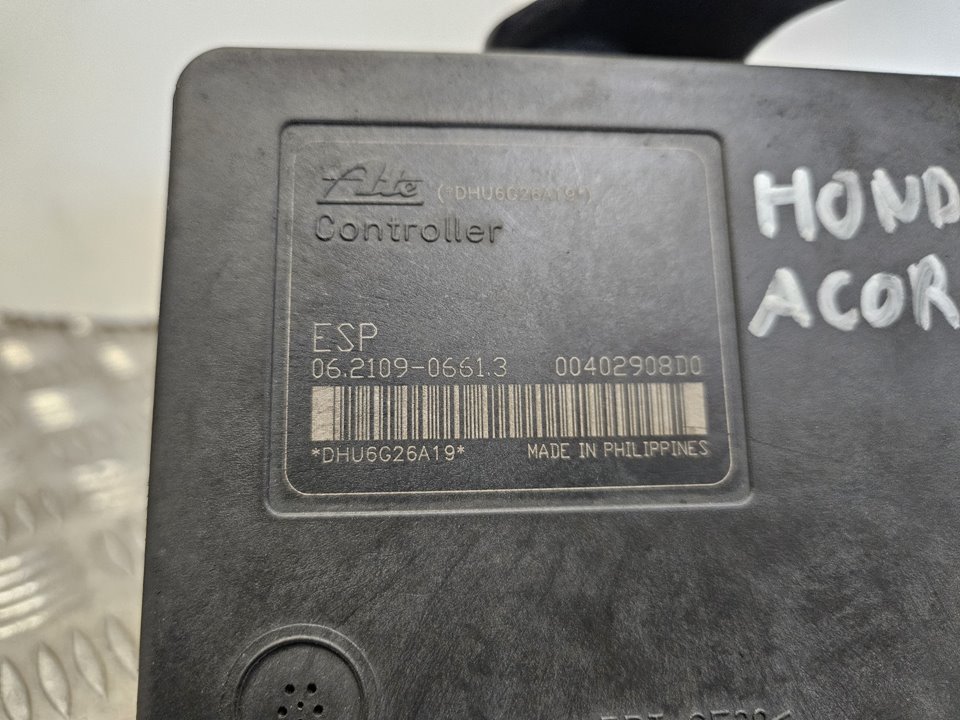 Ate (*DHU6G26A19*)
Controller
ESP
06.2109-0661.3 00402908D0
*DHU6G26A19* MADE IN PHILIPPINES
HOND
ACOR